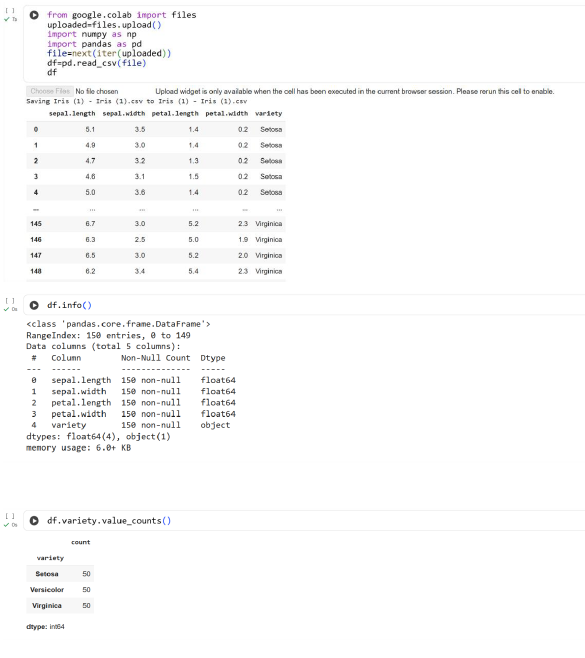 [ ]
✓ 7s
from google.colab import files
uploaded=files.upload()
import numpy as np
import pandas as pd
file=next(iter(uploaded))
df=pd.read_csv(file)
df
Choose Files No file chosen Upload widget is only available when the cell has been executed in the current browser session. Please rerun this cell to enable.
Saving Iris (1) - Iris (1).csv to Iris (1) - Iris (1).csv
sepal.length sepal.width petal.length petal.width variety
0 5.1 3.5 1.4 0.2 Setosa
1 4.9 3.0 1.4 0.2 Setosa
2 4.7 3.2 1.3 0.2 Setosa
3 4.6 3.1 1.5 0.2 Setosa
4 5.0 3.6 1.4 0.2 Setosa
... ... ... ... ... ...
145 6.7 3.0 5.2 2.3 Virginica
146 6.3 2.5 5.0 1.9 Virginica
147 6.5 3.0 5.2 2.0 Virginica
148 6.2 3.4 5.4 2.3 Virginica
[ ]
✓ 0s
df.info()
<class 'pandas.core.frame.DataFrame'>
RangeIndex: 150 entries, 0 to 149
Data columns (total 5 columns):
# Column Non-Null Count Dtype
--- ------ -------------- -----
0 sepal.length 150 non-null float64
1 sepal.width 150 non-null float64
2 petal.length 150 non-null float64
3 petal.width 150 non-null float64
4 variety 150 non-null object
dtypes: float64(4), object(1)
memory usage: 6.0+ KB
[ ]
✓ 0s
df.variety.value_counts()
count
variety
Setosa 50
Versicolor 50
Virginica 50
dtype: int64